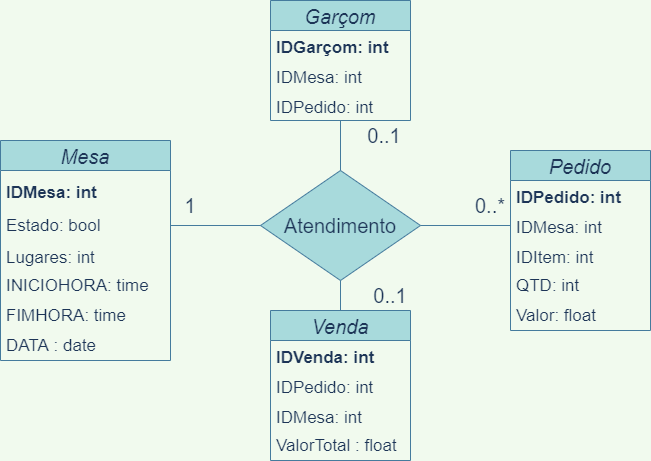 Garçom
IDGarçom: int
IDMesa: int
IDPedido: int
0..1
Mesa
IDMesa: int
Estado: bool
Lugares: int
INICIOHORA: time
FIMHORA: time
DATA : date
1
Atendimento
0..*
Pedido
IDPedido: int
IDMesa: int
IDItem: int
QTD: int
Valor: float
0..1
Venda
IDVenda: int
IDPedido: int
IDMesa: int
ValorTotal : float